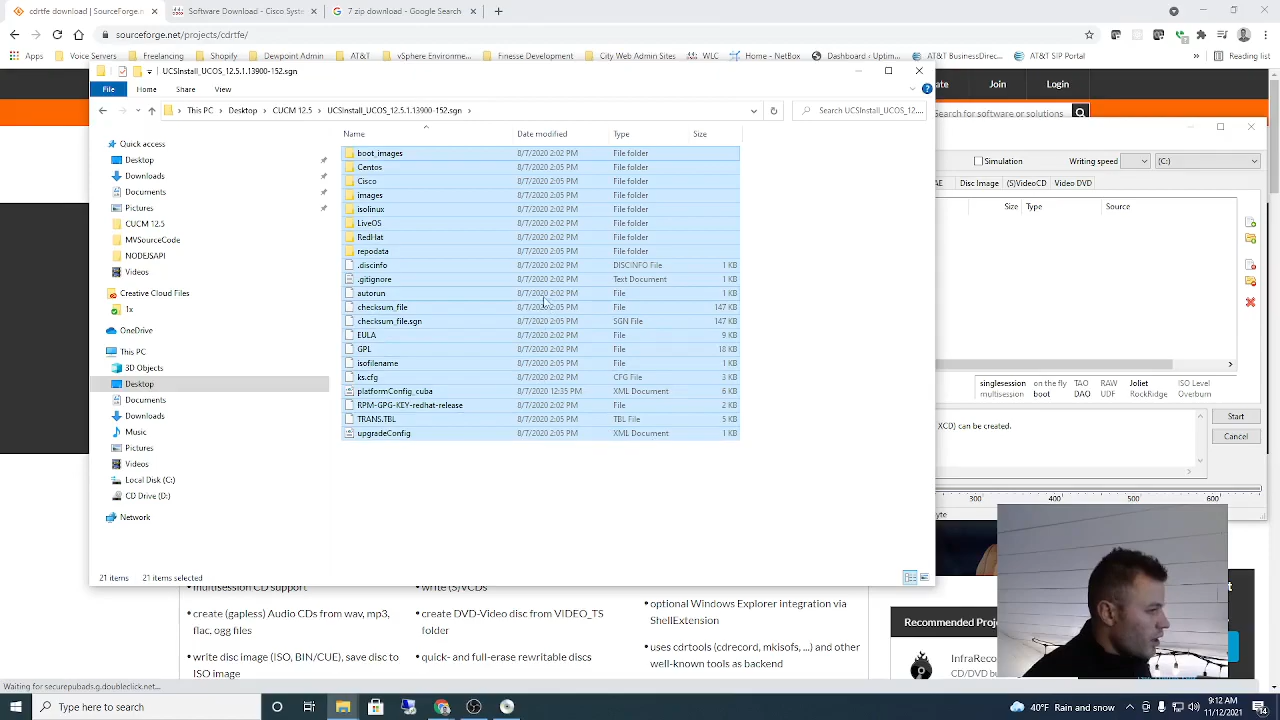 cdrtfe download | SourceForge.n
Software Download - Cisco Syste
7 zip download - Google Search
sourceforge.net/projects/cdrtfe/
Apps
Voice Servers
Freelancing
Shopify
Dewpoint Admin
AT&T
vSphere Environment
Finesse Development
City Web Admin Sites
Home
Dashboard - Uptim...
AT&T Business Direct
AT&T SIP Portal
»
Join
Login
UCSInstall_UCOS_12.5.1.13900-152.sgn
File
Home
Share
View
This PC > Desktop > CUCM 12.5 > UCSInstall_UCOS_12.5.1.13900-152.sgn >
Search UCSInstall_UCOS_12....
Name
Date modified
Type
Size
Quick access
Desktop
Downloads
Documents
Pictures
CUCM 12.5
MVSourceCode
NODEJSAPI
Videos
Creative Cloud Files
1x
OneDrive
This PC
3D Objects
Desktop
Documents
Downloads
Music
Pictures
Videos
Local Disk (C:)
CD Drive (D:)
Network
boot_images 8/7/2020 2:02 PM File folder
Centos 8/7/2020 2:05 PM File folder
Cisco 8/7/2020 2:05 PM File folder
images 8/7/2020 2:02 PM File folder
isolinux 8/7/2020 2:02 PM File folder
LiveOS 8/7/2020 2:02 PM File folder
RedHat 8/7/2020 2:02 PM File folder
repodata 8/7/2020 2:05 PM File folder
.discinfo 8/7/2020 2:02 PM DISCINFO File 1 KB
.gitignore 8/7/2020 2:02 PM Text Document 1 KB
autorun 8/7/2020 2:02 PM File 1 KB
checksum_file 8/7/2020 2:05 PM File 147 KB
checksum_file.sgn 8/7/2020 2:05 PM SGN File 147 KB
EULA 8/7/2020 2:02 PM File 9 KB
GPL 8/7/2020 2:02 PM File 18 KB
isofilename 8/7/2020 2:05 PM File 1 KB
ks.cfg 8/7/2020 2:02 PM CFG File 3 KB
platformConfig_cuba 8/7/2020 12:35 PM XML Document 6 KB
RPM-GPG-KEY-redhat-release 8/7/2020 2:02 PM File 2 KB
TRANS.TBL 8/7/2020 2:05 PM TBL File 5 KB
upgradeConfig 8/7/2020 2:02 PM XML Document 1 KB
21 items 21 items selected
for software
Simulation
Verbosity
(C:)
Disc Image
(S)VideoCD
Video DVD
Size
Type
Source
singlesession on the fly TAO RAW Joliet ISO Level
multisession boot DAO UDF RockRidge Overburn
XCD) can be created.
Start
Cancel
300 400 500 600
create (gapless) Audio CDs from wav, mp3,
flac, ogg files
write disc image (ISO, BIN/CUE), save disc to
ISO image
create DVD-Video disc from VIDEO_TS
folder
quick- and full-erase rewritable discs
optional Windows Explorer integration via
ShellExtension
uses cdrtools (cdrecord, mkisofs,...) and other
well-known tools as backend
Recommended Proj
InfraRec
CD/DVD bu
Waiting for securepubads.g.doubleclick.net...
Type here to search
40°F Rain and snow
9:12 AM
11/12/2021